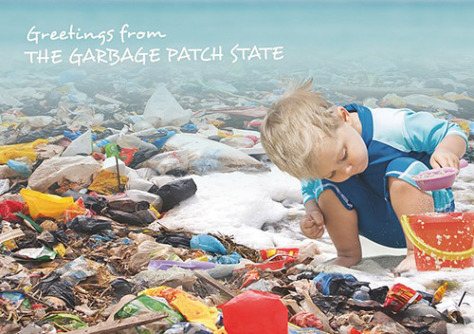 Greetings from
THE GARBAGE PATCH STATE